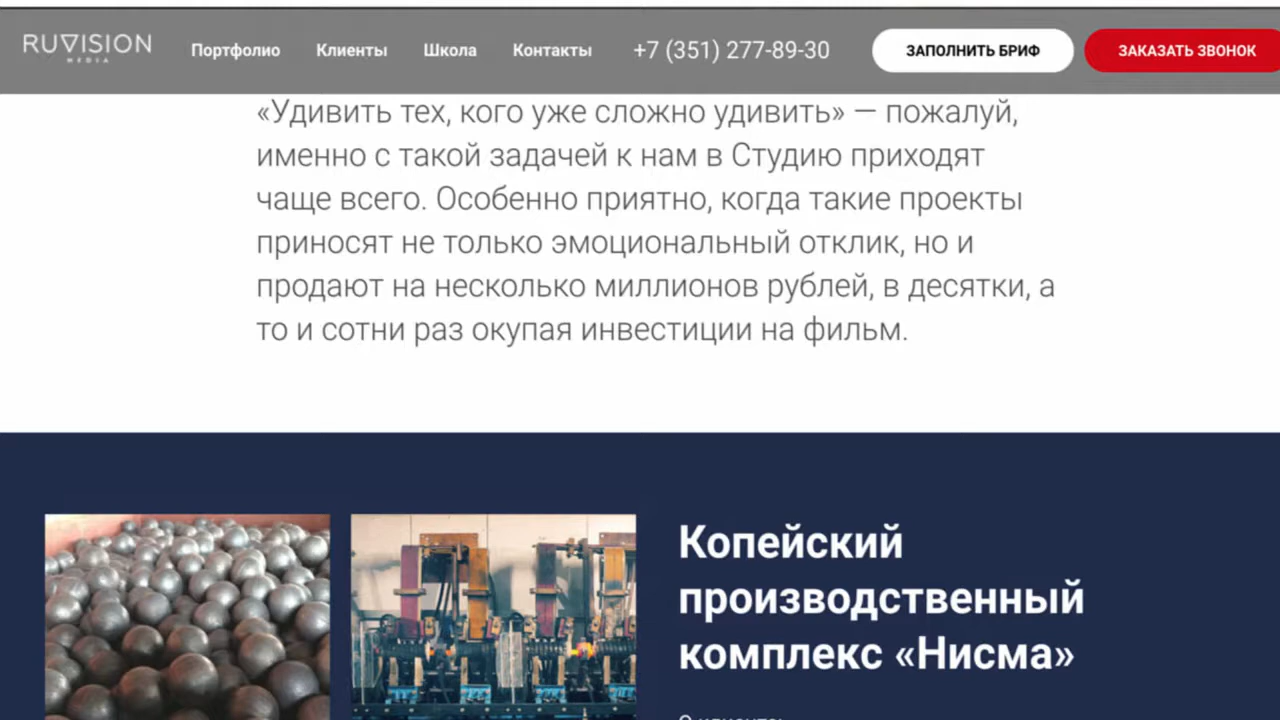 RUVISION
MEDIA
Портфолио Клиенты Школа Контакты +7 (351) 277-89-30 ЗАПОЛНИТЬ БРИФ ЗАКАЗАТЬ ЗВОНОК
«Удивить тех, кого уже сложно удивить» — пожалуй,
именно с такой задачей к нам в Студию приходят
чаще всего. Особенно приятно, когда такие проекты
приносят не только эмоциональный отклик, но и
продают на несколько миллионов рублей, в десятки, а
то и сотни раз окупая инвестиции на фильм.
Копейский
производственный
комплекс «Нисма»